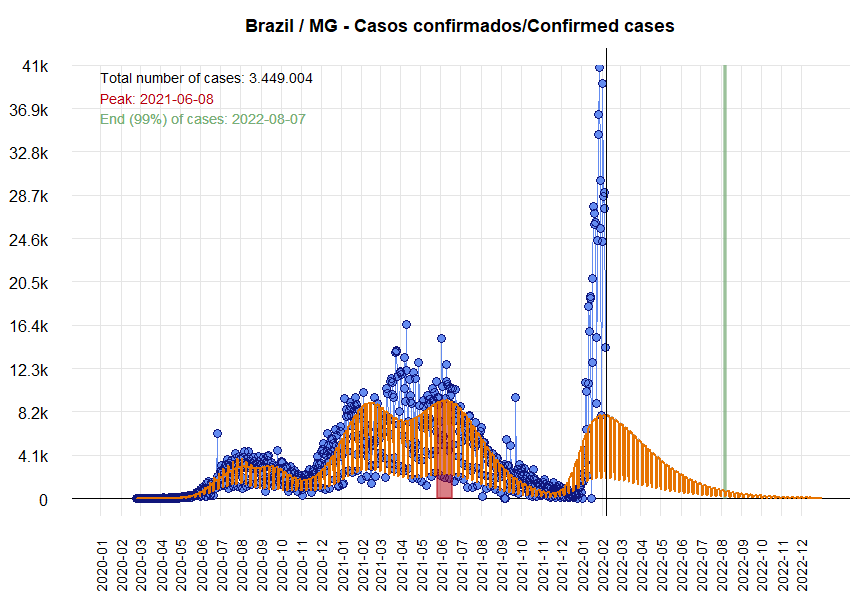 Brazil / MG - Casos confirmados/Confirmed cases
Total number of cases: 3.449.004
Peak: 2021-06-08
End (99%) of cases: 2022-08-07
41k
36.9k
32.8k
28.7k
24.6k
20.5k
16.4k
12.3k
8.2k
4.1k
0
2020-01
2020-02
2020-03
2020-04
2020-05
2020-06
2020-07
2020-08
2020-09
2020-10
2020-11
2020-12
2021-01
2021-02
2021-03
2021-04
2021-05
2021-06
2021-07
2021-08
2021-09
2021-10
2021-11
2021-12
2022-01
2022-02
2022-03
2022-04
2022-05
2022-06
2022-07
2022-08
2022-09
2022-10
2022-11
2022-12